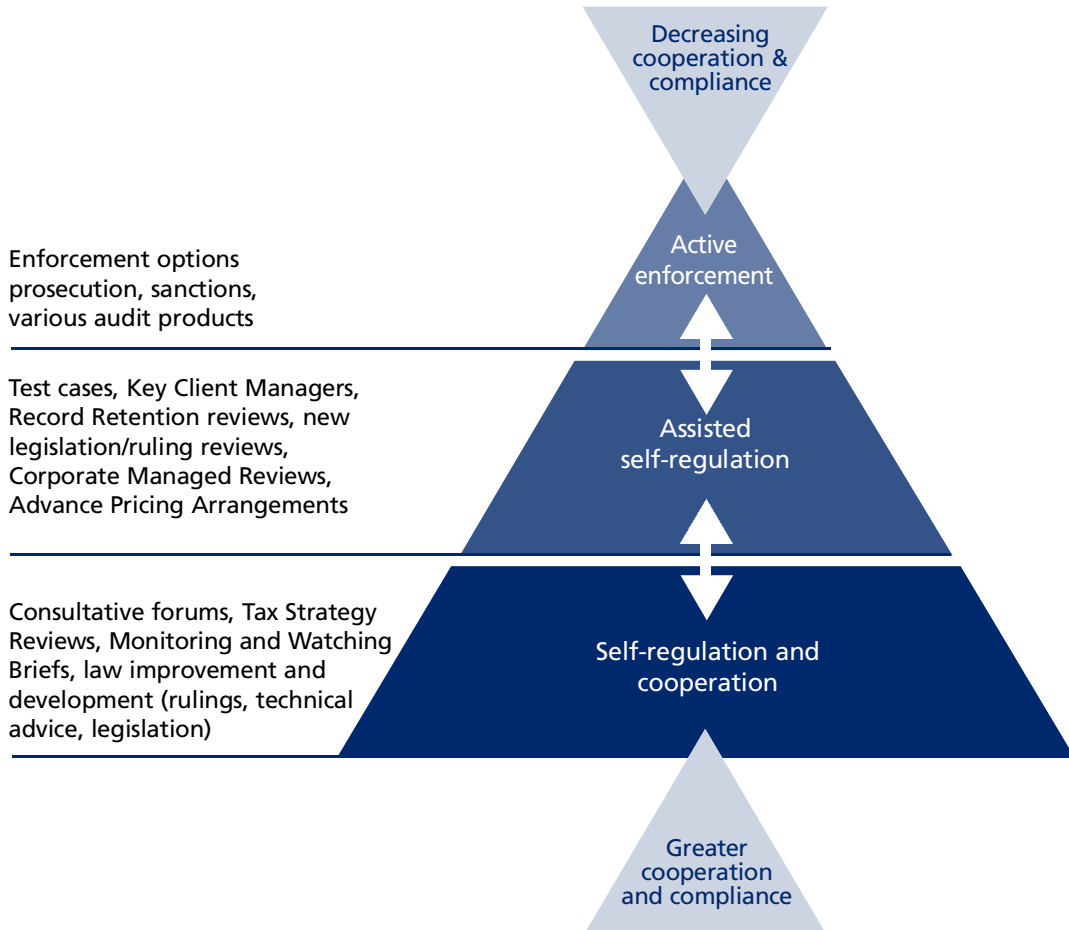 Decreasing
cooperation &
compliance
Enforcement options
prosecution, sanctions,
various audit products
Active
enforcement
Test cases, Key Client Managers,
Record Retention reviews, new
legislation/ruling reviews,
Corporate Managed Reviews,
Advance Pricing Arrangements
Assisted
self-regulation
Consultative forums, Tax Strategy
Reviews, Monitoring and Watching
Briefs, law improvement and
development (rulings, technical
advice, legislation)
Self-regulation and
cooperation
Greater
cooperation
and compliance